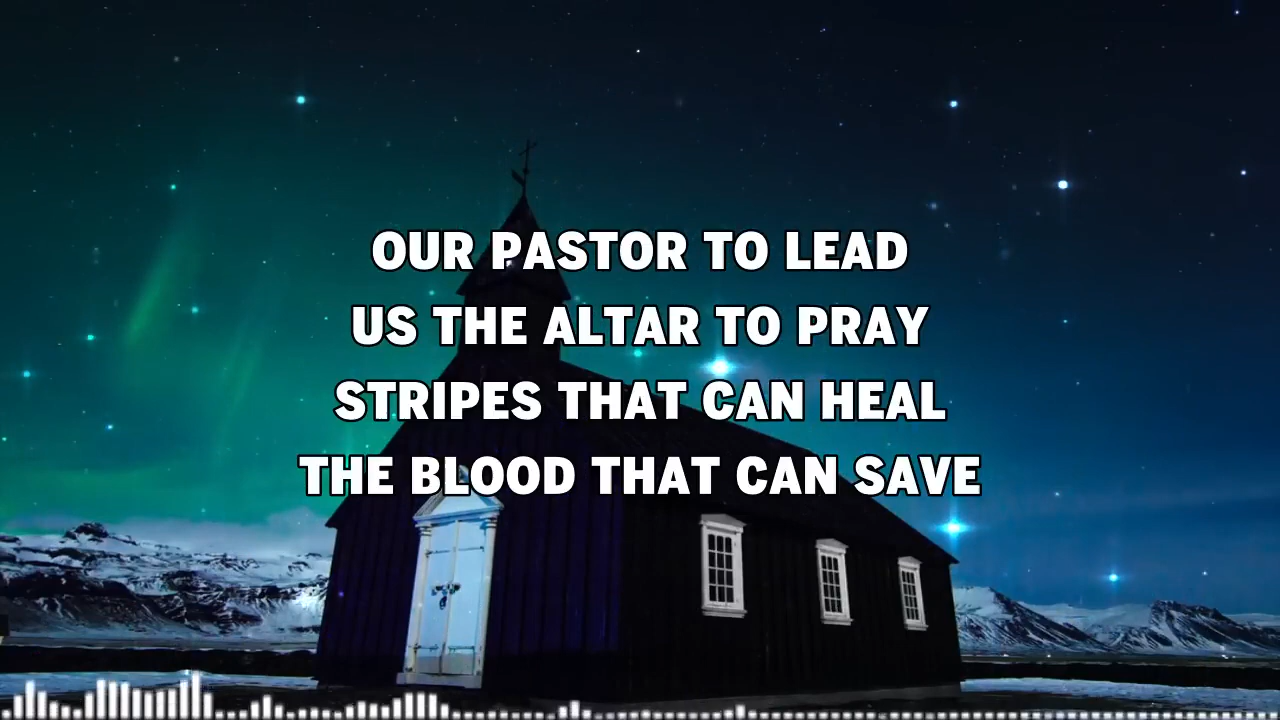 OUR PASTOR TO LEAD
US THE ALTAR TO PRAY
STRIPES THAT CAN HEAL
THE BLOOD THAT CAN SAVE